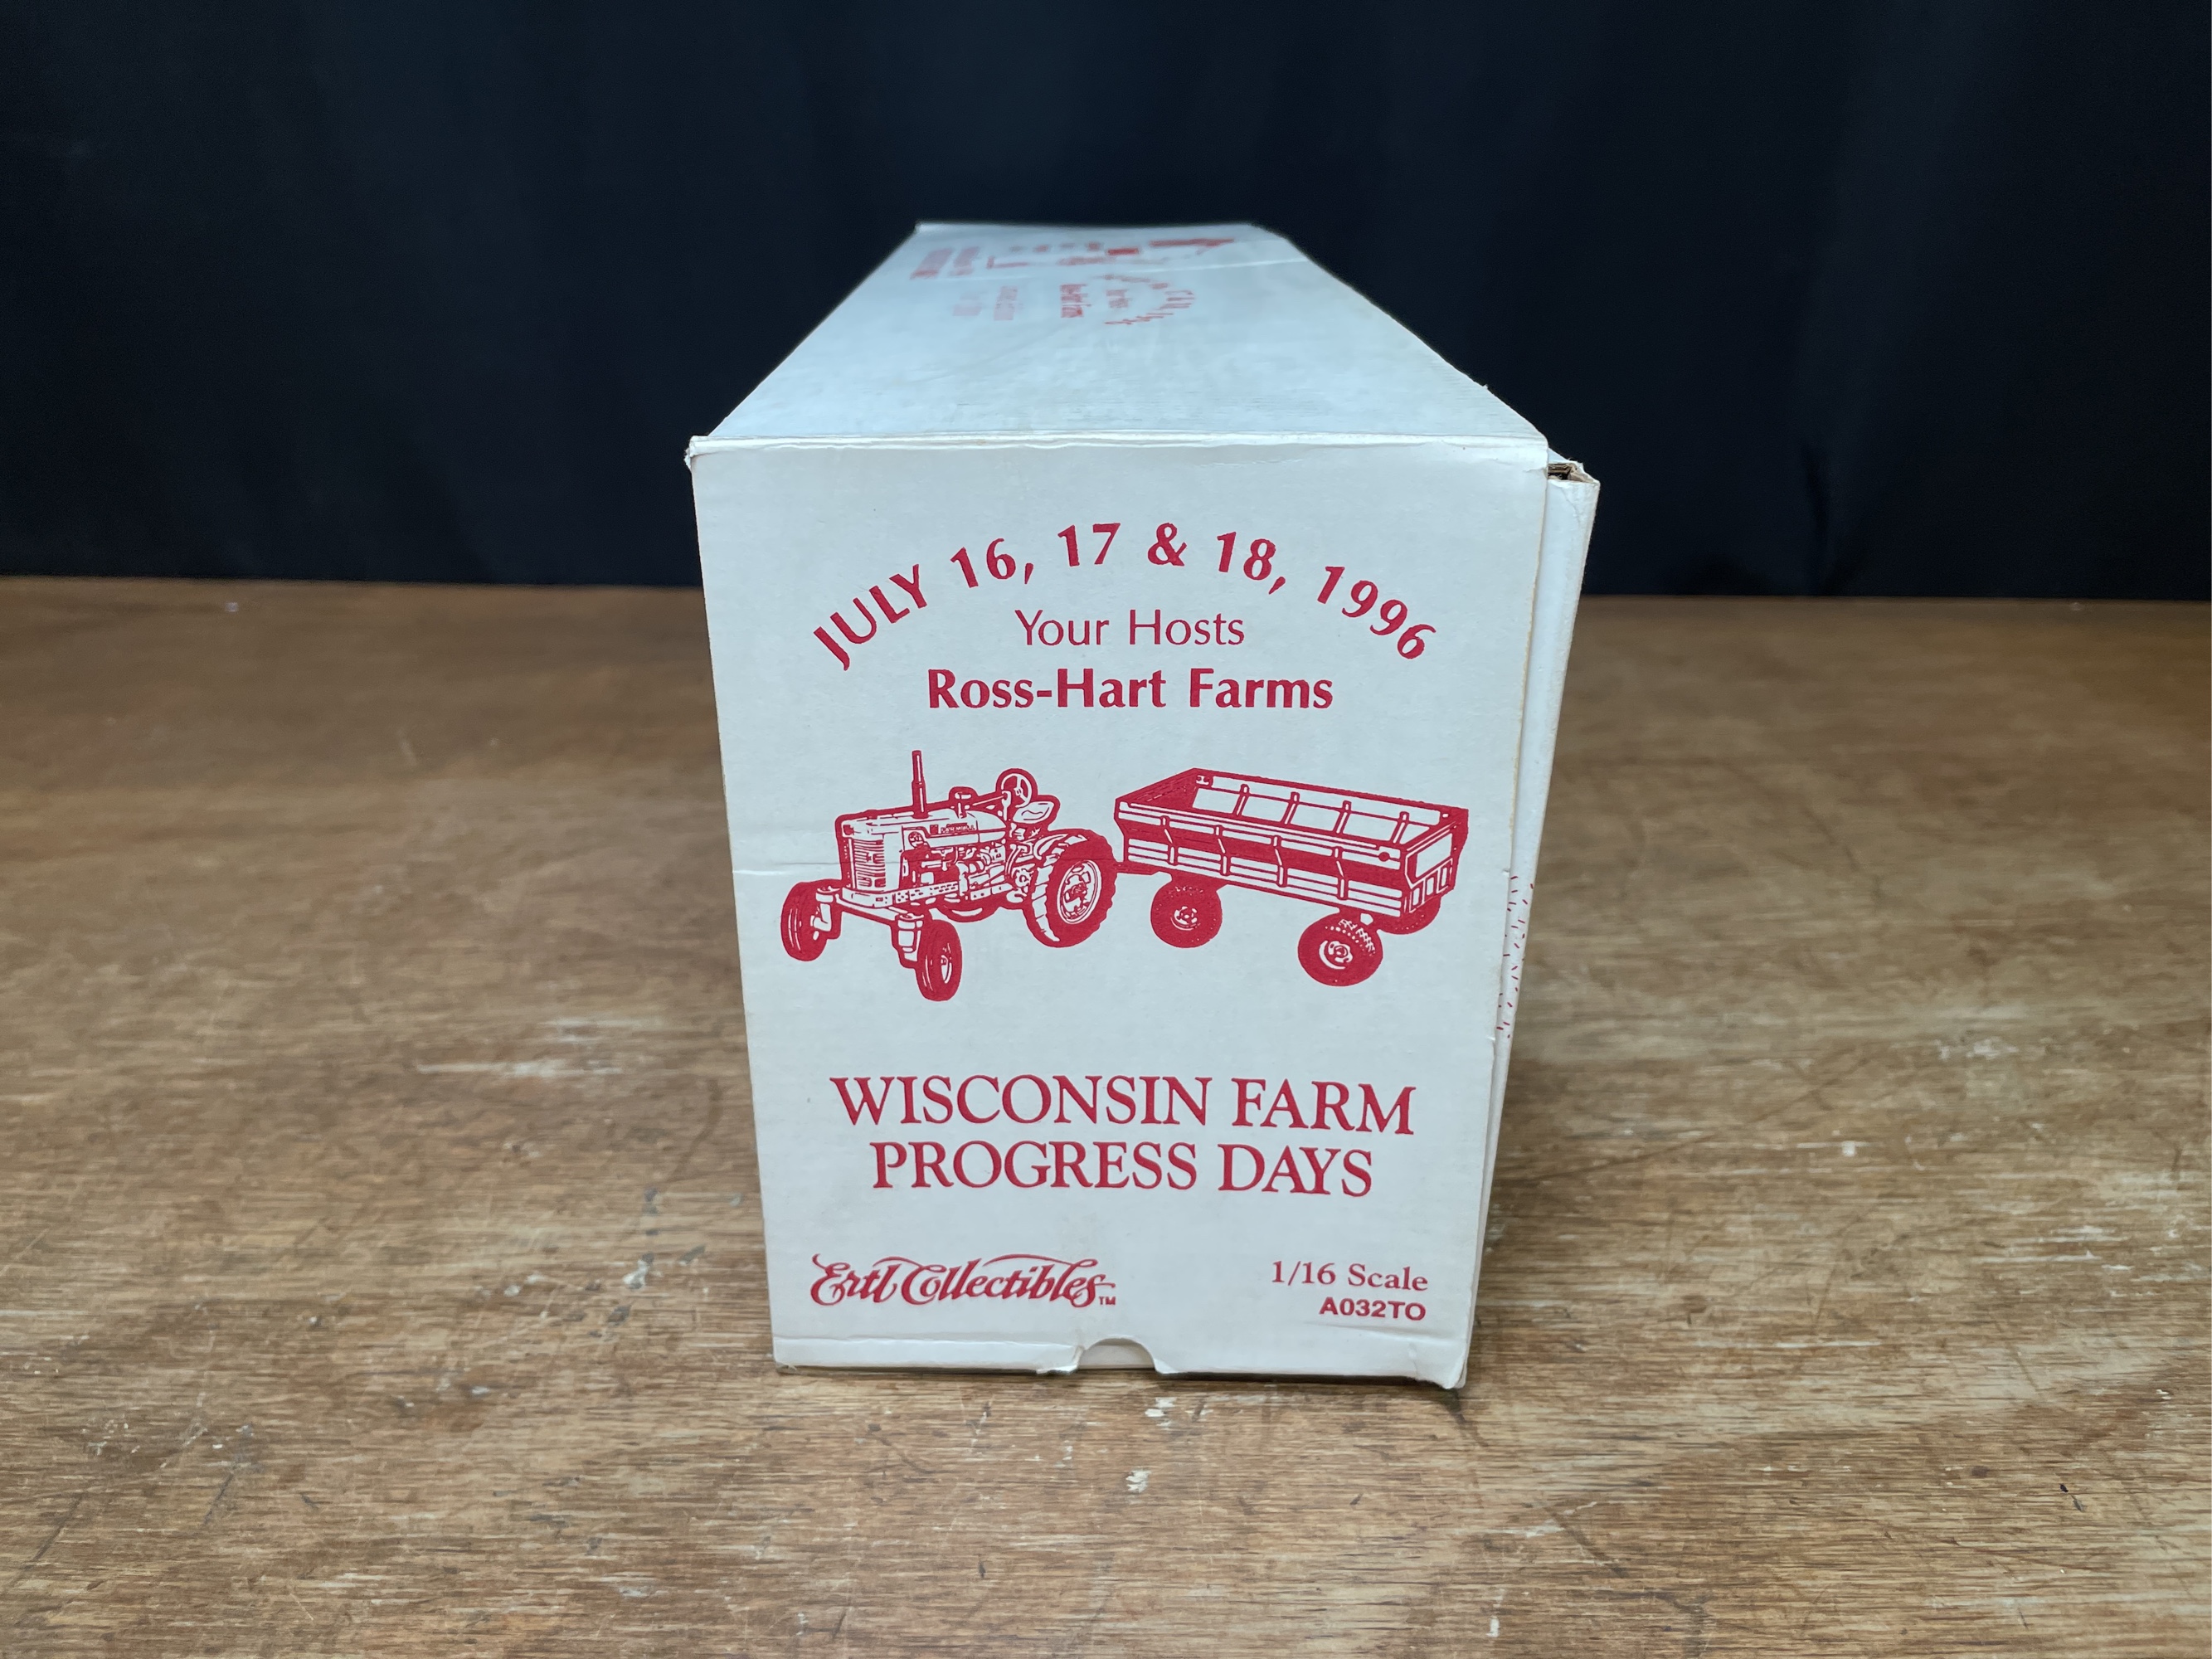 JULY 16, 17 & 18, 1996
Your Hosts
Ross-Hart Farms
WISCONSIN FARM
PROGRESS DAYS
Ertl Collectibles™
1/16 Scale
A032TO